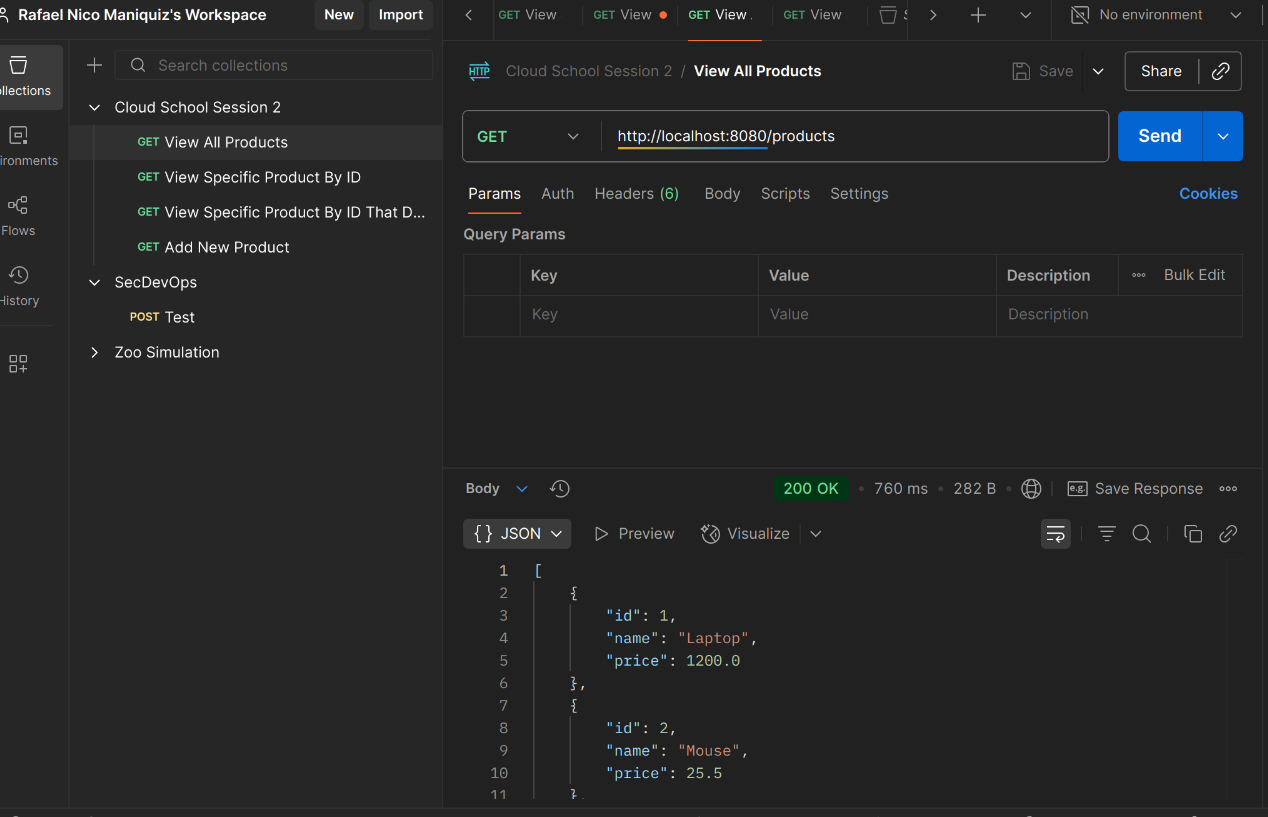 Rafael Nico Maniquiz's Workspace
New
Import
GET View
GET View
GET View
GET View
No environment
Search collections
HTTP
Cloud School Session 2 / View All Products
Save
Share
ollections
ironments
Flows
History
Cloud School Session 2
GET View All Products
GET View Specific Product By ID
GET View Specific Product By ID That D...
GET Add New Product
SecDevOps
POST Test
Zoo Simulation
GET
http://localhost:8080/products
Send
Params
Auth
Headers (6)
Body
Scripts
Settings
Cookies
Query Params
Key
Value
Description
Bulk Edit
Key
Value
Description
Body
200 OK
760 ms
282 B
e.g.
Save Response
{} JSON
Preview
Visualize
1 [
2 {
3 "id": 1,
4 "name": "Laptop",
5 "price": 1200.0
6 },
7 {
8 "id": 2,
9 "name": "Mouse",
10 "price": 25.5
11 }